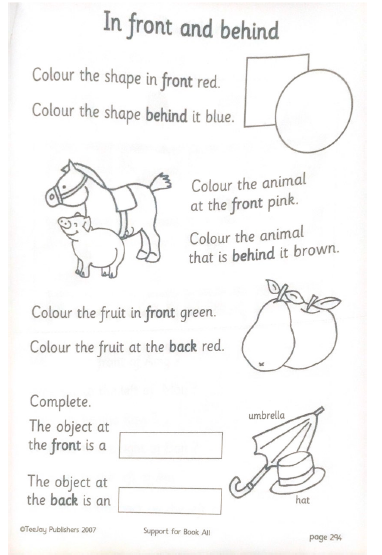 In front and behind
Colour the shape in front red.
Colour the shape behind it blue.
Colour the animal
at the front pink.
Colour the animal
that is behind it brown.
Colour the fruit in front green.
Colour the fruit at the back red.
Complete.
The object at
the front is a
The object at
the back is an
umbrella
hat
©TeeJay Publishers 2007
Support for Book A11
page 294